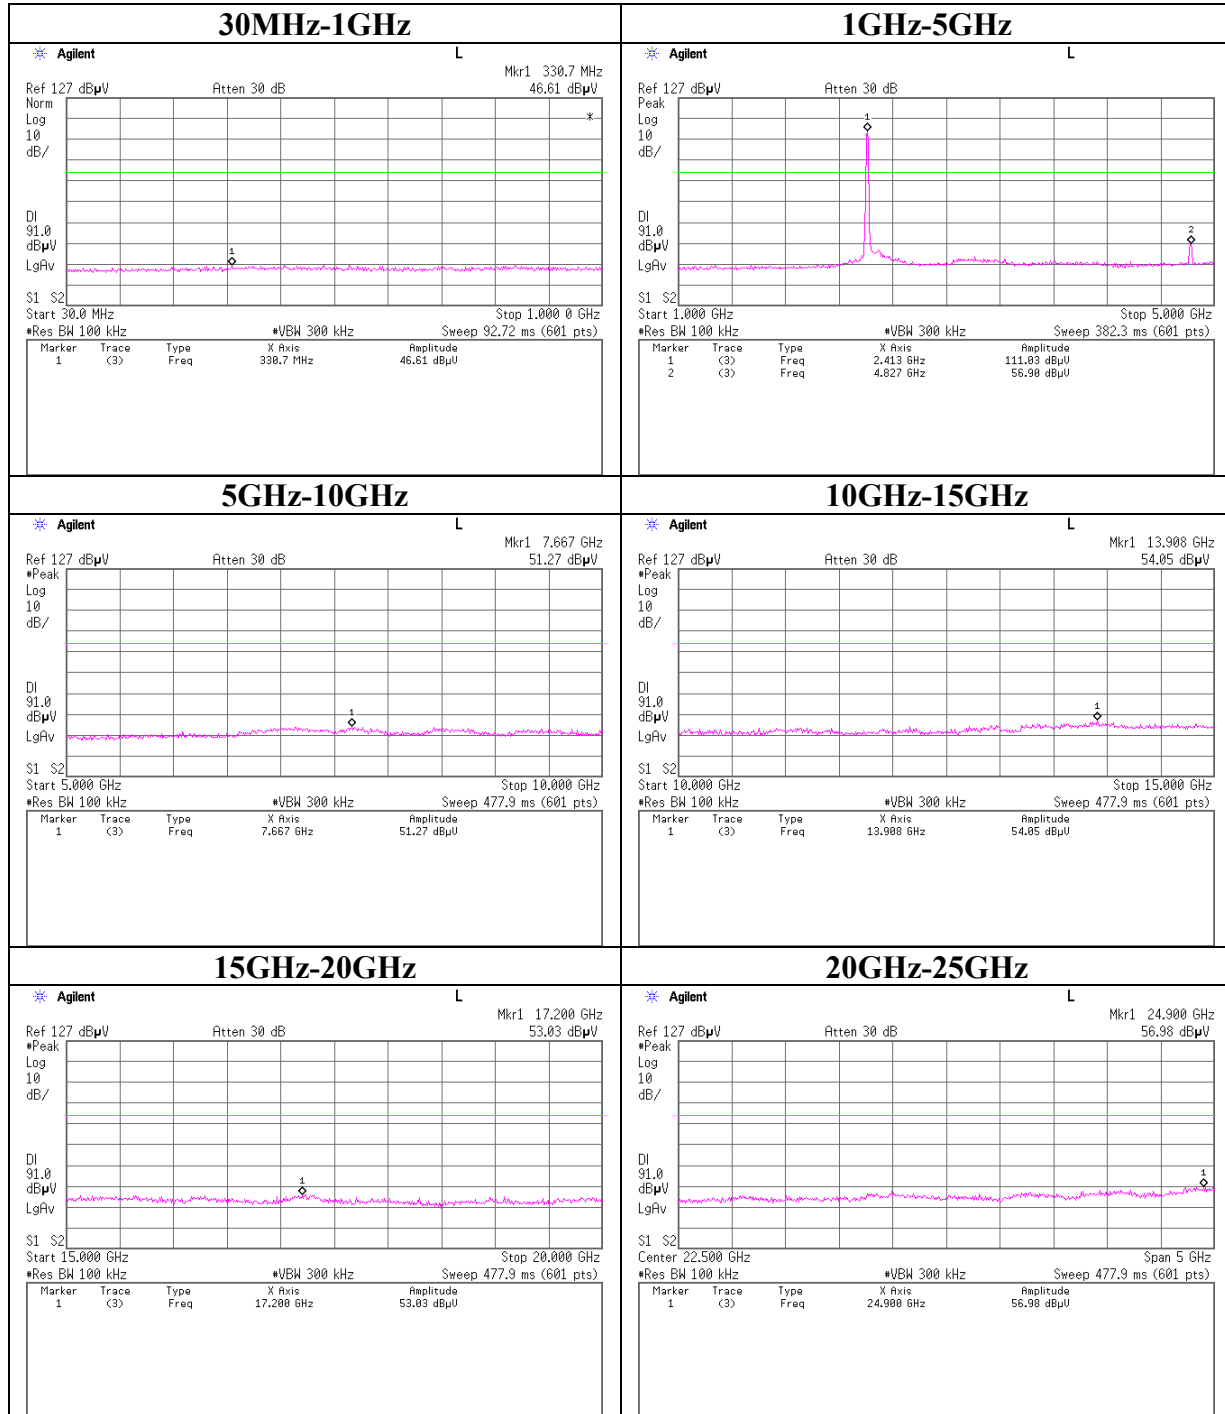 30MHz-1GHz
Agilent L
Mkr1 330.7 MHz
Ref 127 dBµV Atten 30 dB 46.61 dBµV
Norm
Log
10
dB/
*
1
DI
91.0
dBµV
LgAv
S1 S2
Start 30.0 MHz Stop 1.000 0 GHz
#Res BW 100 kHz #VBW 300 kHz Sweep 92.72 ms (601 pts)
Marker Trace Type X Axis Amplitude
1 (3) Freq 330.7 MHz 46.61 dBµV
1GHz-5GHz
Agilent L
Ref 127 dBµV Atten 30 dB
Peak
Log
10
dB/
1
DI
91.0
dBµV
LgAv
2
S1 S2
Start 1.000 GHz Stop 5.000 GHz
#Res BW 100 kHz #VBW 300 kHz Sweep 382.3 ms (601 pts)
Marker Trace Type X Axis Amplitude
1 (3) Freq 2.413 GHz 111.03 dBµV
2 (3) Freq 4.827 GHz 56.90 dBµV
5GHz-10GHz
Agilent L
Mkr1 7.667 GHz
Ref 127 dBµV Atten 30 dB 51.27 dBµV
#Peak
Log
10
dB/
DI
91.0
dBµV
LgAv
1
S1 S2
Start 5.000 GHz Stop 10.000 GHz
#Res BW 100 kHz #VBW 300 kHz Sweep 477.9 ms (601 pts)
Marker Trace Type X Axis Amplitude
1 (3) Freq 7.667 GHz 51.27 dBµV
10GHz-15GHz
Agilent L
Mkr1 13.908 GHz
Ref 127 dBµV Atten 30 dB 54.05 dBµV
#Peak
Log
10
dB/
DI
91.0
dBµV
LgAv
1
S1 S2
Start 10.000 GHz Stop 15.000 GHz
#Res BW 100 kHz #VBW 300 kHz Sweep 477.9 ms (601 pts)
Marker Trace Type X Axis Amplitude
1 (3) Freq 13.908 GHz 54.05 dBµV
15GHz-20GHz
Agilent L
Mkr1 17.200 GHz
Ref 127 dBµV Atten 30 dB 53.03 dBµV
#Peak
Log
10
dB/
DI
91.0
dBµV
LgAv
1
S1 S2
Start 15.000 GHz Stop 20.000 GHz
#Res BW 100 kHz #VBW 300 kHz Sweep 477.9 ms (601 pts)
Marker Trace Type X Axis Amplitude
1 (3) Freq 17.200 GHz 53.03 dBµV
20GHz-25GHz
Agilent L
Mkr1 24.900 GHz
Ref 127 dBµV Atten 30 dB 56.98 dBµV
#Peak
Log
10
dB/
DI
91.0
dBµV
LgAv
1
S1 S2
Center 22.500 GHz Span 5 GHz
#Res BW 100 kHz #VBW 300 kHz Sweep 477.9 ms (601 pts)
Marker Trace Type X Axis Amplitude
1 (3) Freq 24.900 GHz 56.98 dBµV